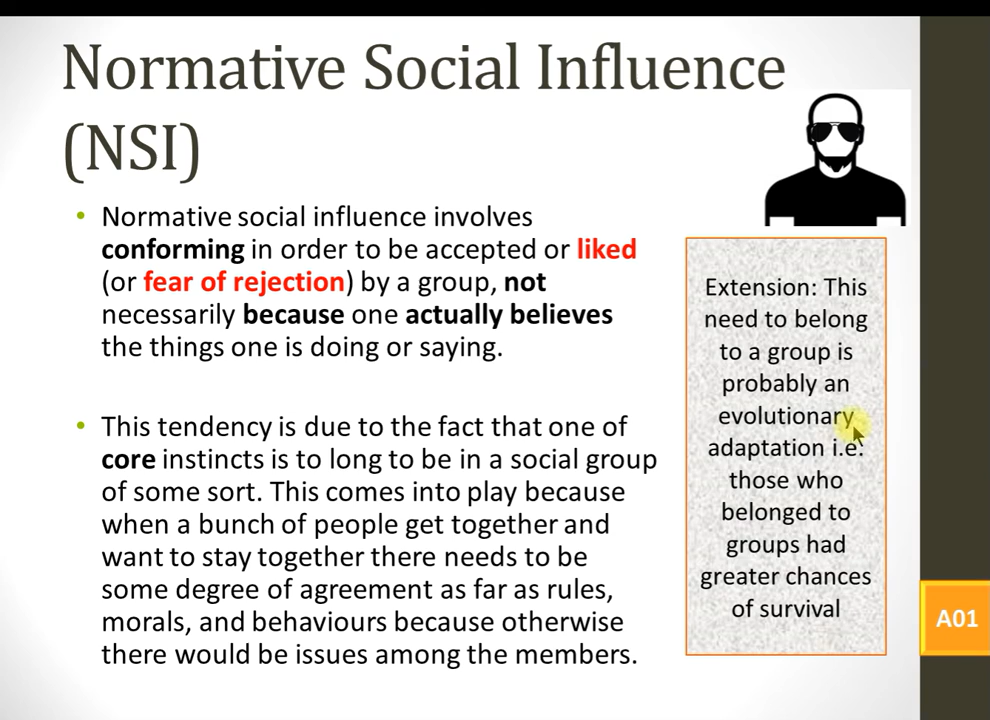 Normative Social Influence
(NSI)
• Normative social influence involves
conforming in order to be accepted or liked
(or fear of rejection) by a group, not
necessarily because one actually believes
the things one is doing or saying.
• This tendency is due to the fact that one of
core instincts is to long to be in a social group
of some sort. This comes into play because
when a bunch of people get together and
want to stay together there needs to be
some degree of agreement as far as rules,
morals, and behaviours because otherwise
there would be issues among the members.
Extension: This
need to belong
to a group is
probably an
evolutionary
adaptation i.e:
those who
belonged to
groups had
greater chances
of survival
A01